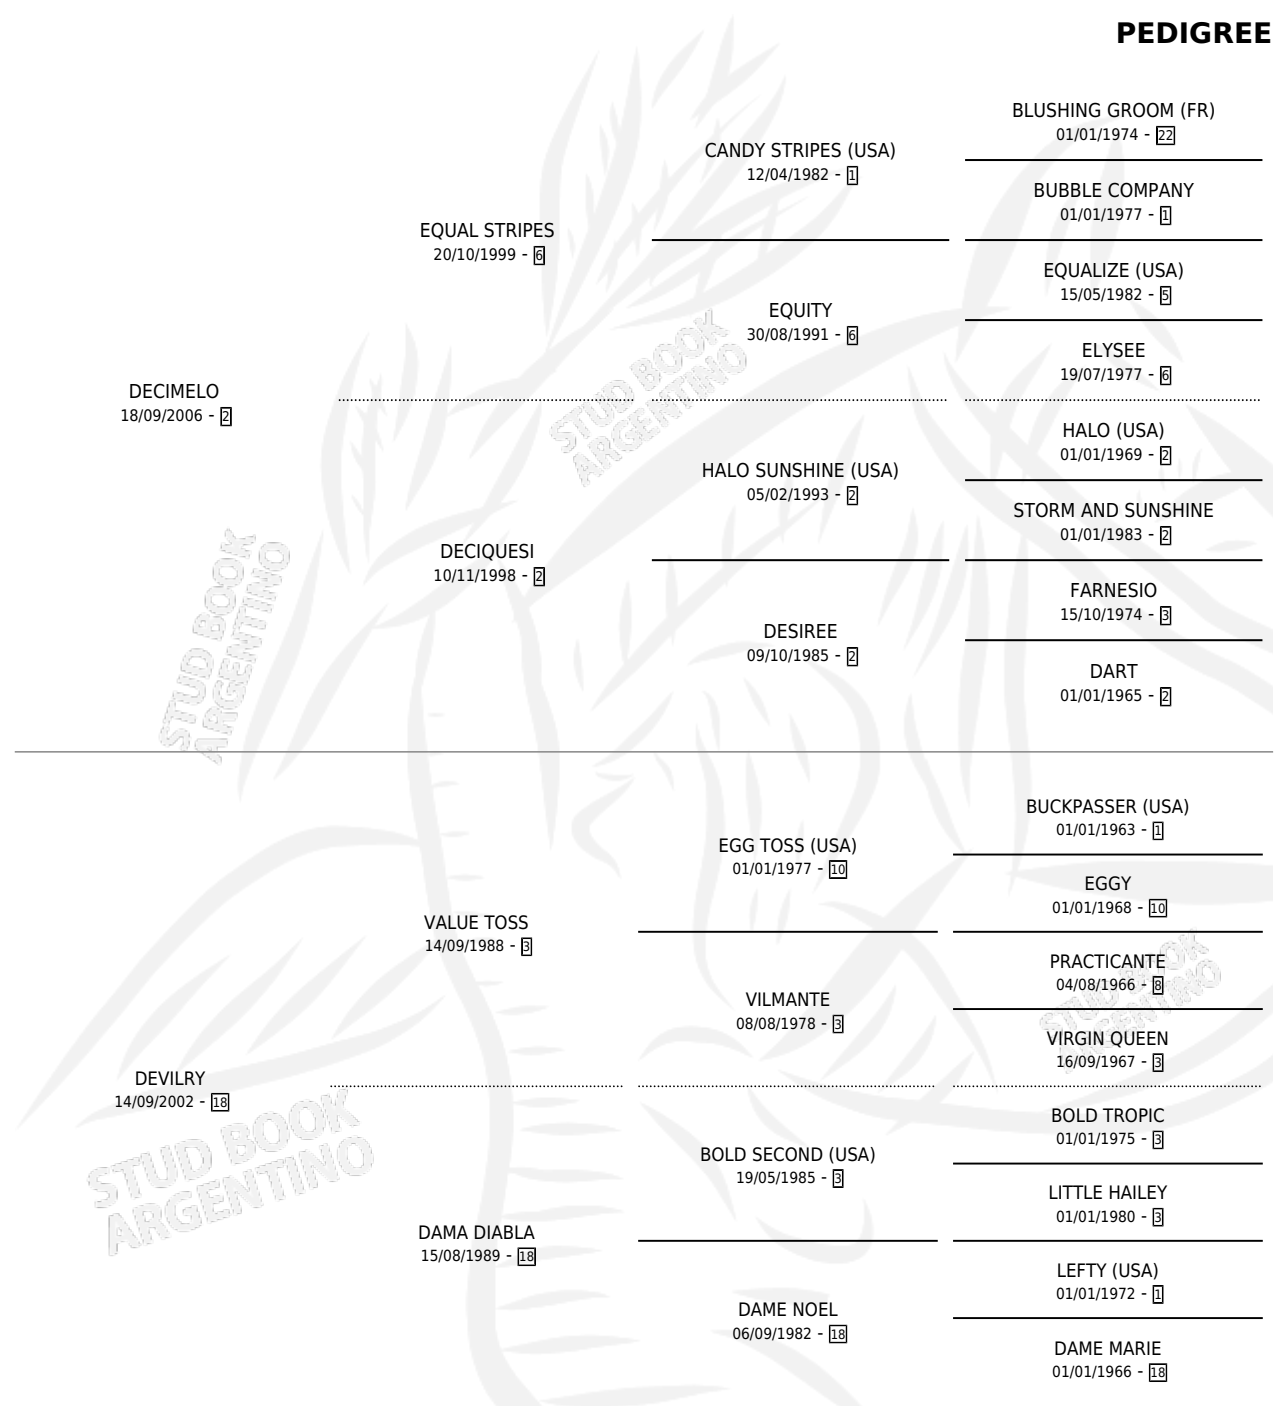 PEDIGREE
BLUSHING GROOM (FR)
01/01/1974 - 22
CANDY STRIPES (USA)
12/04/1982 - 1
BUBBLE COMPANY
01/01/1977 - 1
EQUAL STRIPES
20/10/1999 - 6
EQUALIZE (USA)
15/05/1982 - 5
EQUITY
30/08/1991 - 6
ELYSEE
19/07/1977 - 6
DECIMELO
18/09/2006 - 2
HALO (USA)
01/01/1969 - 2
HALO SUNSHINE (USA)
05/02/1993 - 2
STORM AND SUNSHINE
01/01/1983 - 2
DECIQUESI
10/11/1998 - 2
FARNESIO
15/10/1974 - 3
DESIREE
09/10/1985 - 2
DART
01/01/1965 - 2
BUCKPASSER (USA)
01/01/1963 - 1
EGG TOSS (USA)
01/01/1977 - 10
EGGY
01/01/1968 - 10
VALUE TOSS
14/09/1988 - 3
PRACTICANTE
04/08/1966 - 8
VILMANTE
08/08/1978 - 3
VIRGIN QUEEN
16/09/1967 - 3
DEVILRY
14/09/2002 - 18
BOLD TROPIC
01/01/1975 - 3
BOLD SECOND (USA)
19/05/1985 - 3
LITTLE HAILEY
01/01/1980 - 3
DAMA DIABLA
15/08/1989 - 18
LEFTY (USA)
01/01/1972 - 1
DAME NOEL
06/09/1982 - 18
DAME MARIE
01/01/1966 - 18
STUD BOOK
ARGENTINO
STUD BOOK
ARGENTINO
STUD BOOK
ARGENTINO
STUD BOOK
ARGENTINO